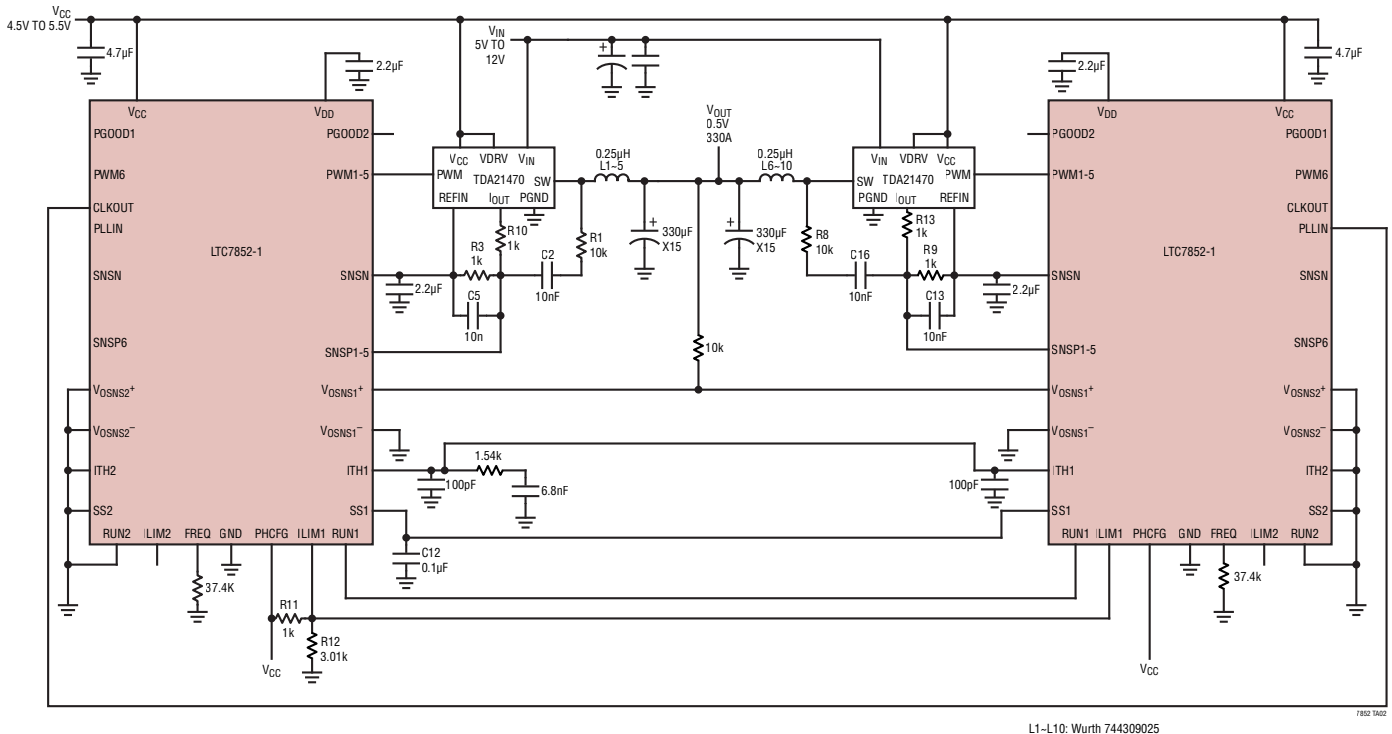 VCC
4.5V TO 5.5V
4.7µF
2.2µF
VIN
5V TO
12V
VOUT
0.5V
330A
2.2µF
4.7µF
VCC
VDD
PGOOD1
PGOOD2
PWM6
PWM1-5
CLKOUT
PLLIN
LTC7852-1
SNSN
SNSN
SNSP6
SNSP1-5
VOSNS2+
VOSNS1+
VOSNS2–
VOSNS1–
ITH2
ITH1
SS2
SS1
RUN2
ILIM2
FREQ
GND
PHCFG
ILIM1
RUN1
VCC
VDRV
VIN
PWM
TDA21470
SW
REFIN
IOUT
PGND
0.25µH
L1~5
0.25µH
L6~10
VIN
VDRV
VCC
SW
TDA21470
PWM
PGND
IOUT
REFIN
R10
1k
R3
1k
C2
10nF
R1
10k
C5
10n
2.2µF
330µF
X15
330µF
X15
R8
10k
C16
10nF
R13
1k
R9
1k
C13
10nF
2.2µF
10k
1.54k
100pF
6.8nF
100pF
C12
0.1µF
37.4K
R11
1k
R12
3.01k
VCC
VDD
VCC
PGOOD2
PGOOD1
PWM1-5
PWM6
CLKOUT
PLLIN
LTC7852-1
SNSN
SNSN
SNSP1-5
SNSP6
VOSNS1+
VOSNS2+
VOSNS1–
VOSNS2–
ITH1
ITH2
SS1
SS2
RUN1
ILIM1
PHCFG
GND
FREQ
ILIM2
RUN2
37.4k
VCC
7852 TA02
L1~L10: Wurth 744309025